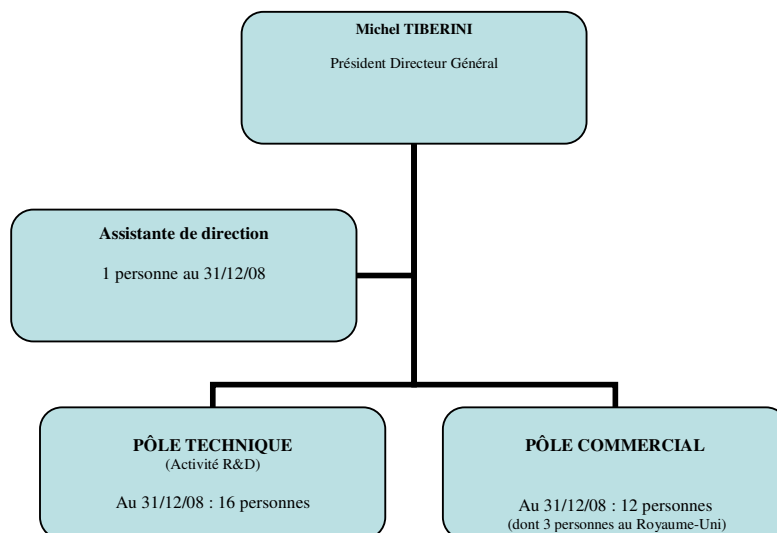 Michel TIBERINI
Président Directeur Général
Assistante de direction
1 personne au 31/12/08
PÔLE TECHNIQUE
(Activité R&D)
Au 31/12/08 : 16 personnes
PÔLE COMMERCIAL
Au 31/12/08 : 12 personnes
(dont 3 personnes au Royaume-Uni)